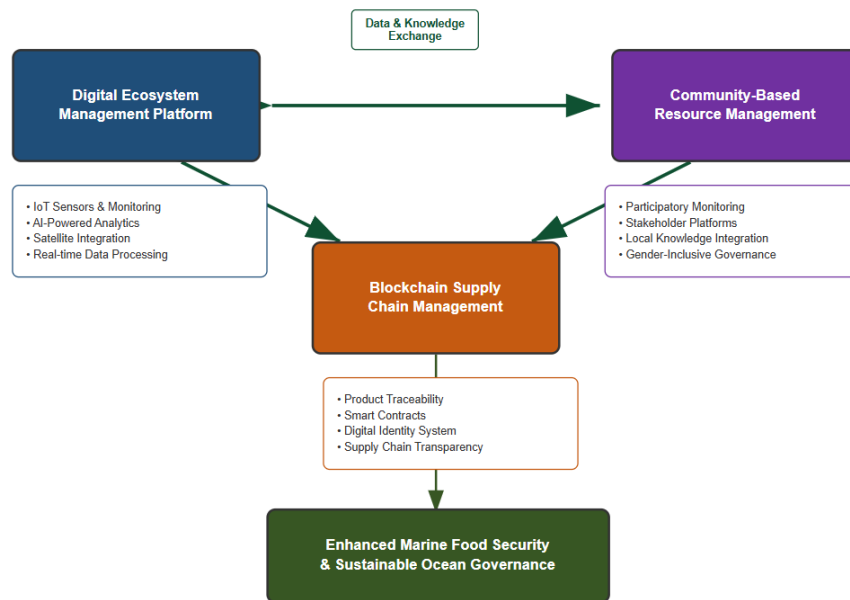 Data & Knowledge
Exchange
Digital Ecosystem
Management Platform
Community-Based
Resource Management
• IoT Sensors & Monitoring
• AI-Powered Analytics
• Satellite Integration
• Real-time Data Processing
• Participatory Monitoring
• Stakeholder Platforms
• Local Knowledge Integration
• Gender-Inclusive Governance
Blockchain Supply
Chain Management
• Product Traceability
• Smart Contracts
• Digital Identity System
• Supply Chain Transparency
Enhanced Marine Food Security
& Sustainable Ocean Governance